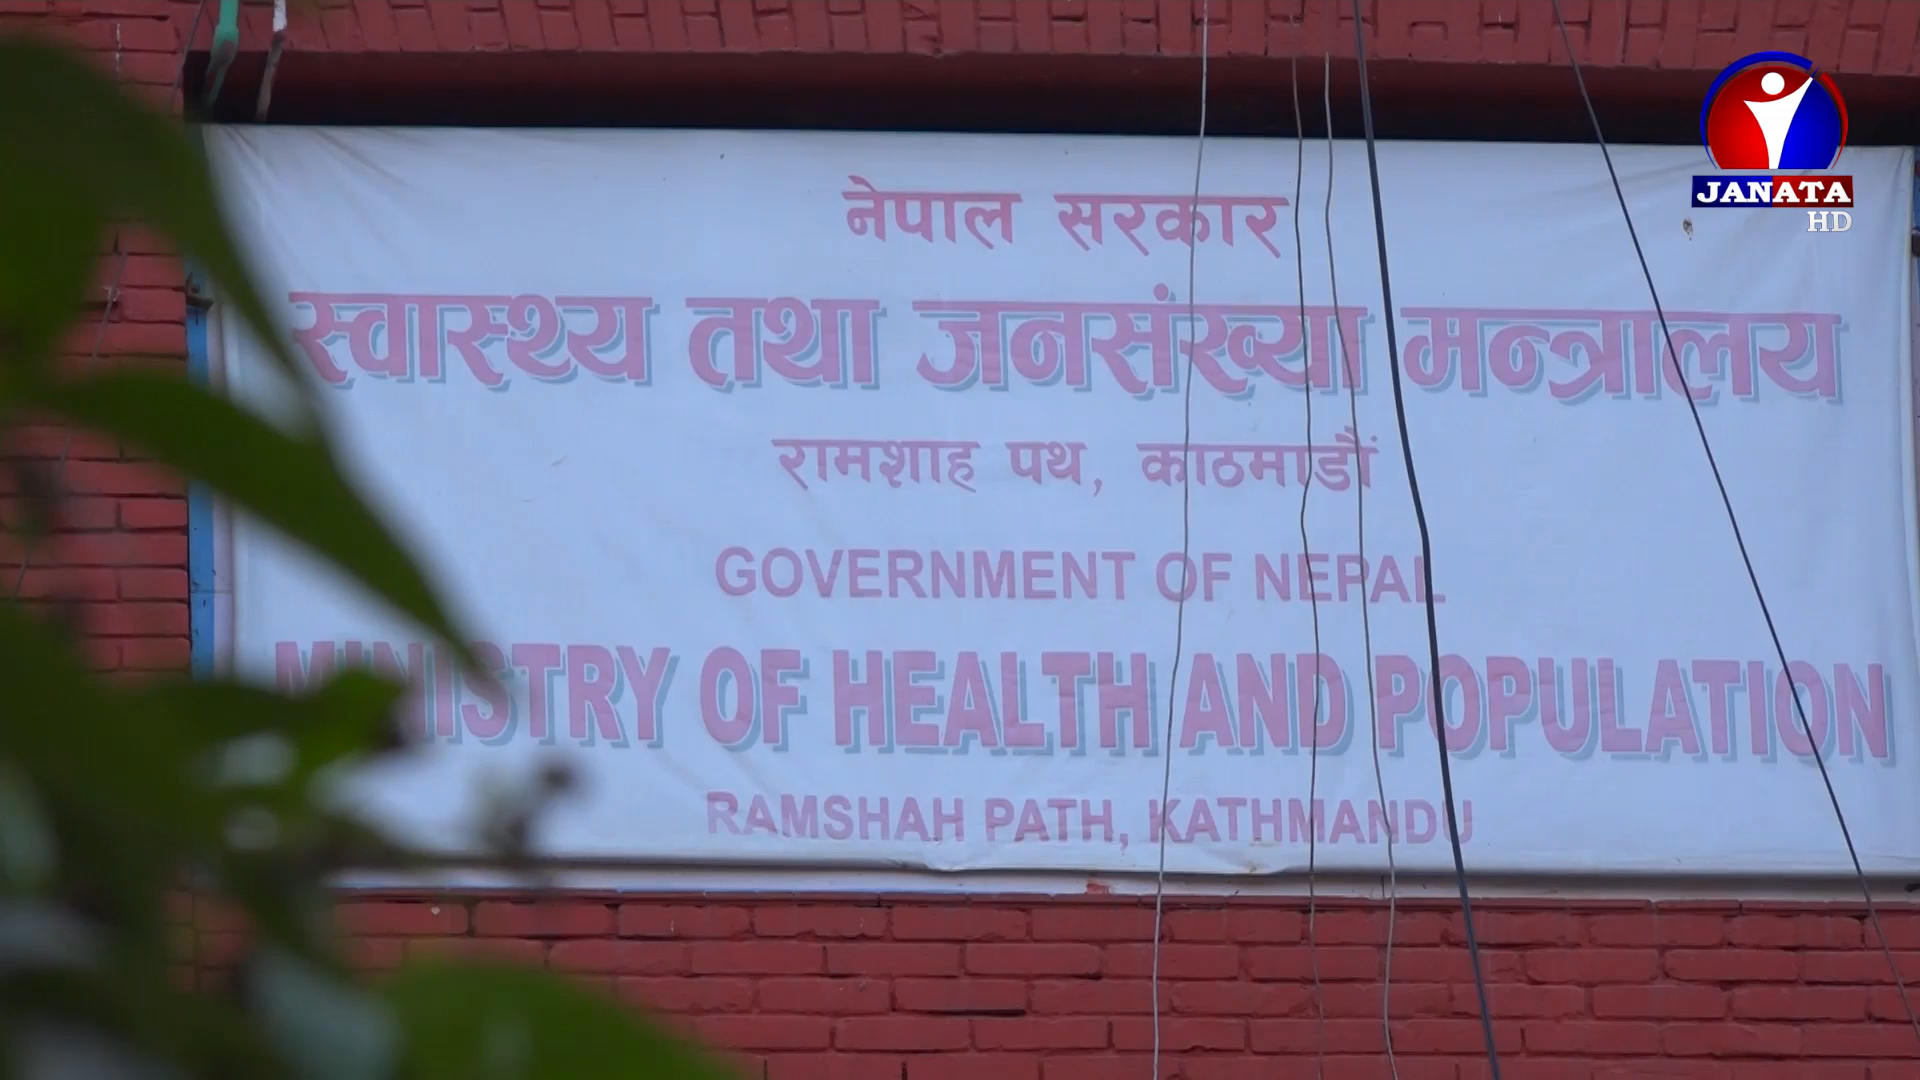 नेपाल सरकार
स्वास्थ्य तथा जनसंख्या मन्त्रालय
रामशाह पथ, काठमाडौं
GOVERNMENT OF NEPAL
MINISTRY OF HEALTH AND POPULATION
RAMSHAH PATH, KATHMANDU
JANATA
HD